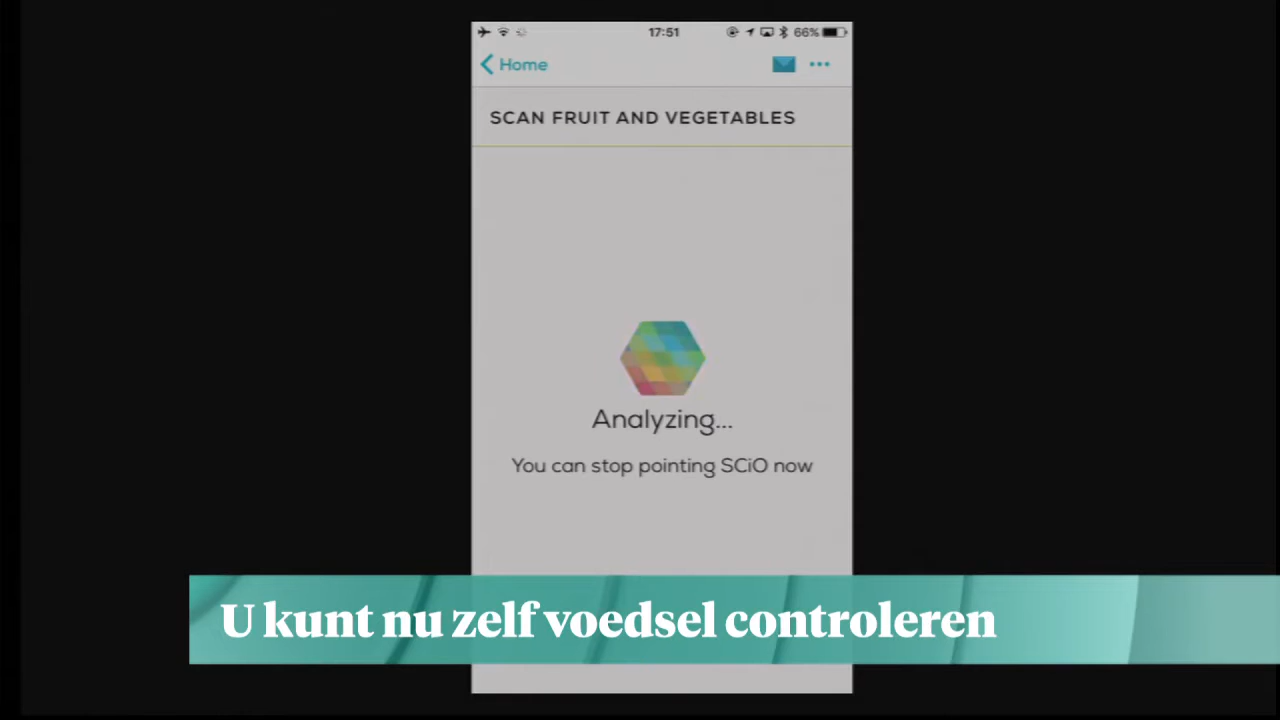 17:51
66%
Home
SCAN FRUIT AND VEGETABLES
Analyzing...
You can stop pointing SCiO now
U kunt nu zelf voedsel controleren